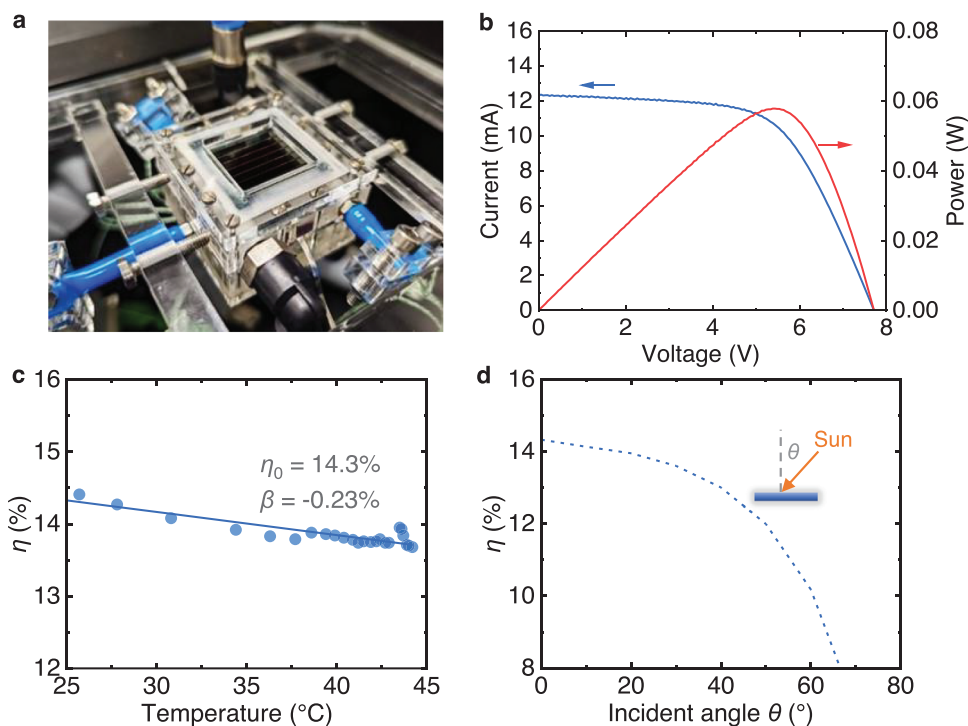 a
b
16
14
12
10
8
6
4
2
0
Current (mA)
0.08
0.06
0.04
0.02
0.00
Power (W)
0 2 4 6 8
Voltage (V)
c
16
15
14
13
12
η (%)
η0 = 14.3%
β = -0.23%
25 30 35 40 45
Temperature (°C)
d
16
14
12
10
8
η (%)
θ
Sun
0 20 40 60 80
Incident angle θ (°)